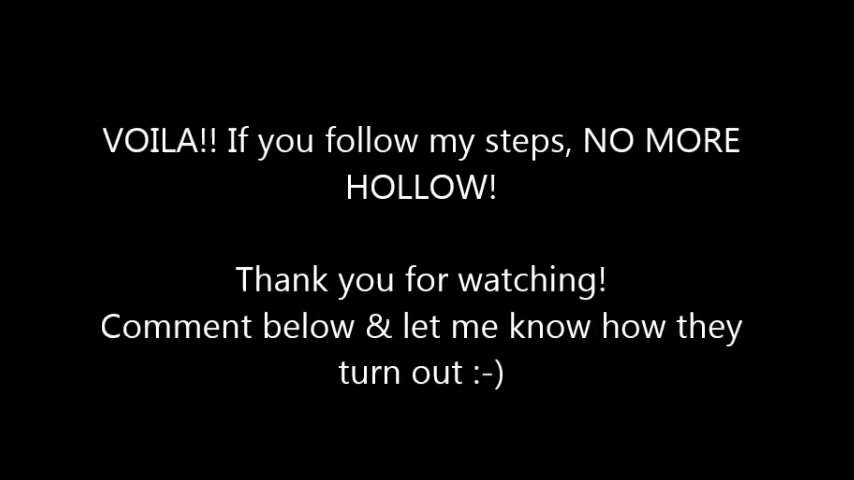 VOILA!! If you follow my steps, NO MORE
HOLLOW!
Thank you for watching!
Comment below & let me know how they
turn out :-)